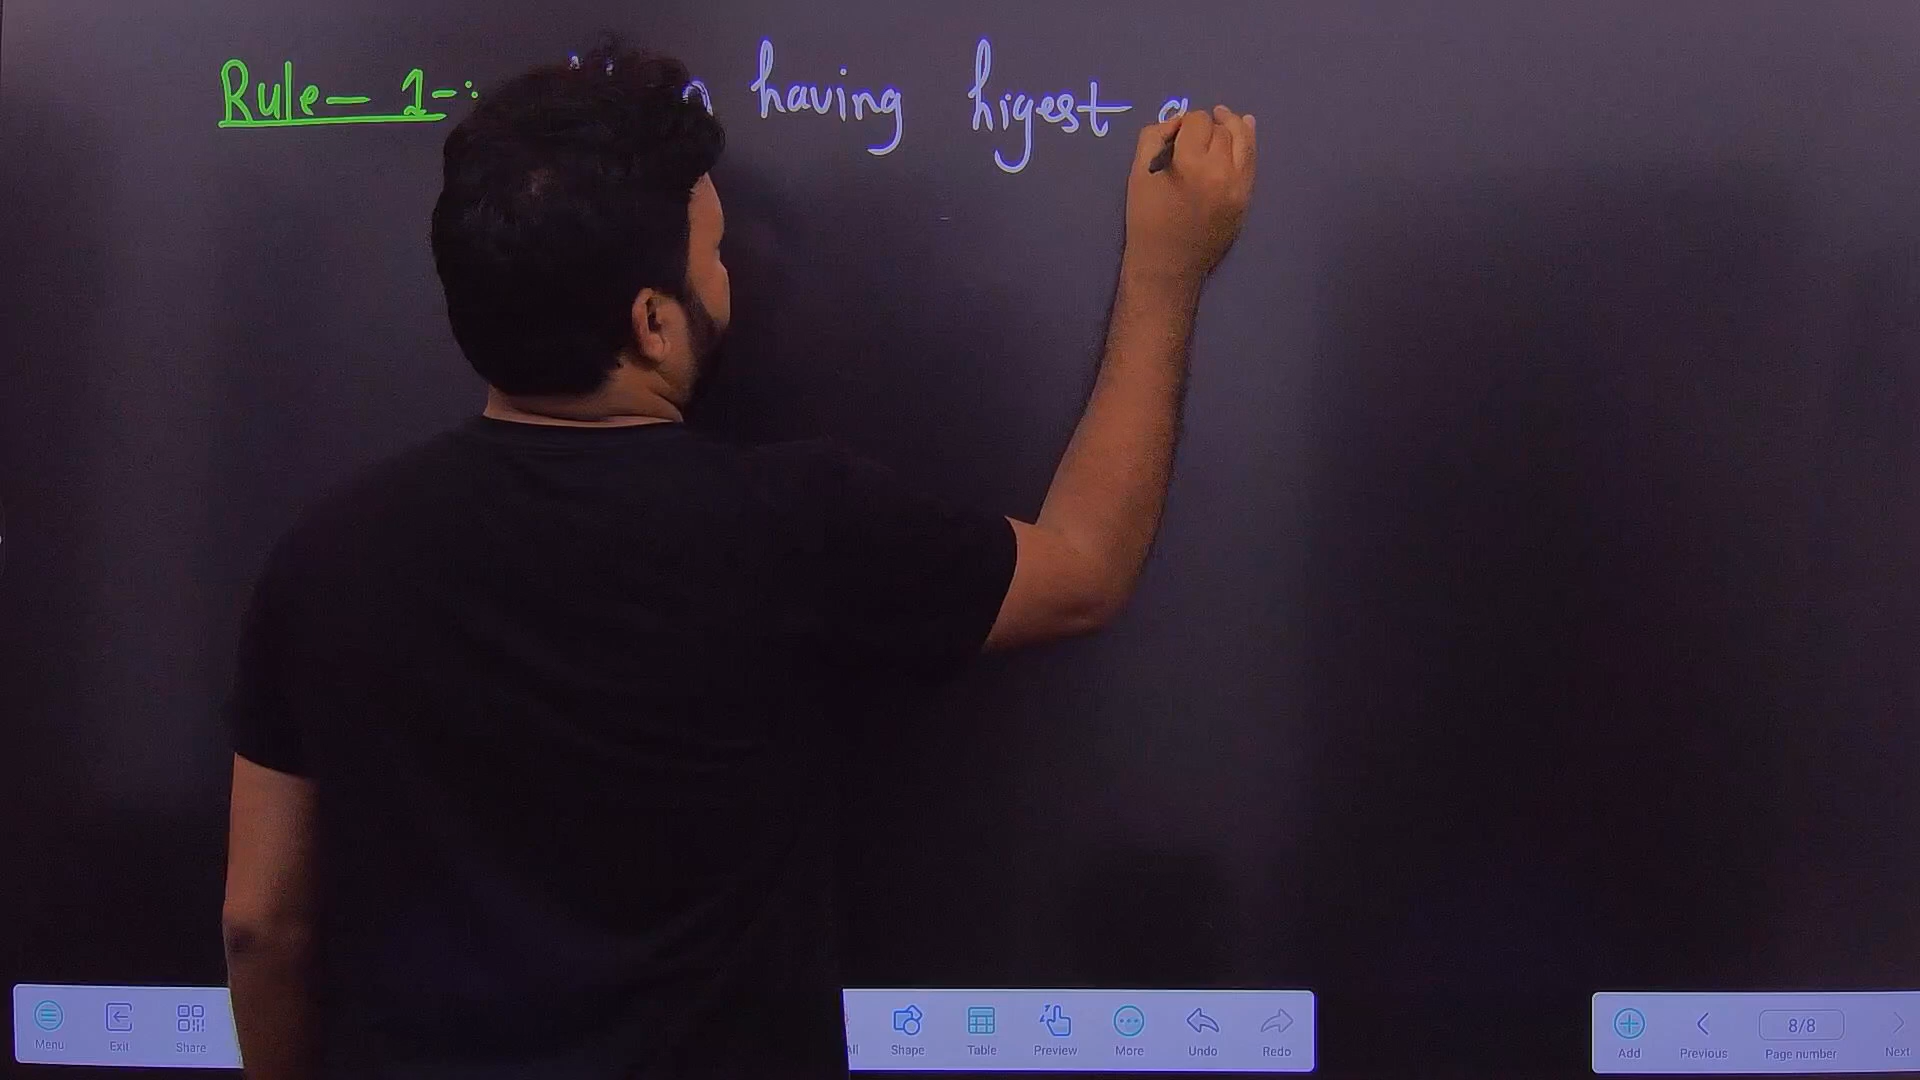 Rule- 1-: having higest
Menu Exit Share Shape Table Preview More Undo Redo Add Previous 8/8 Page number Next